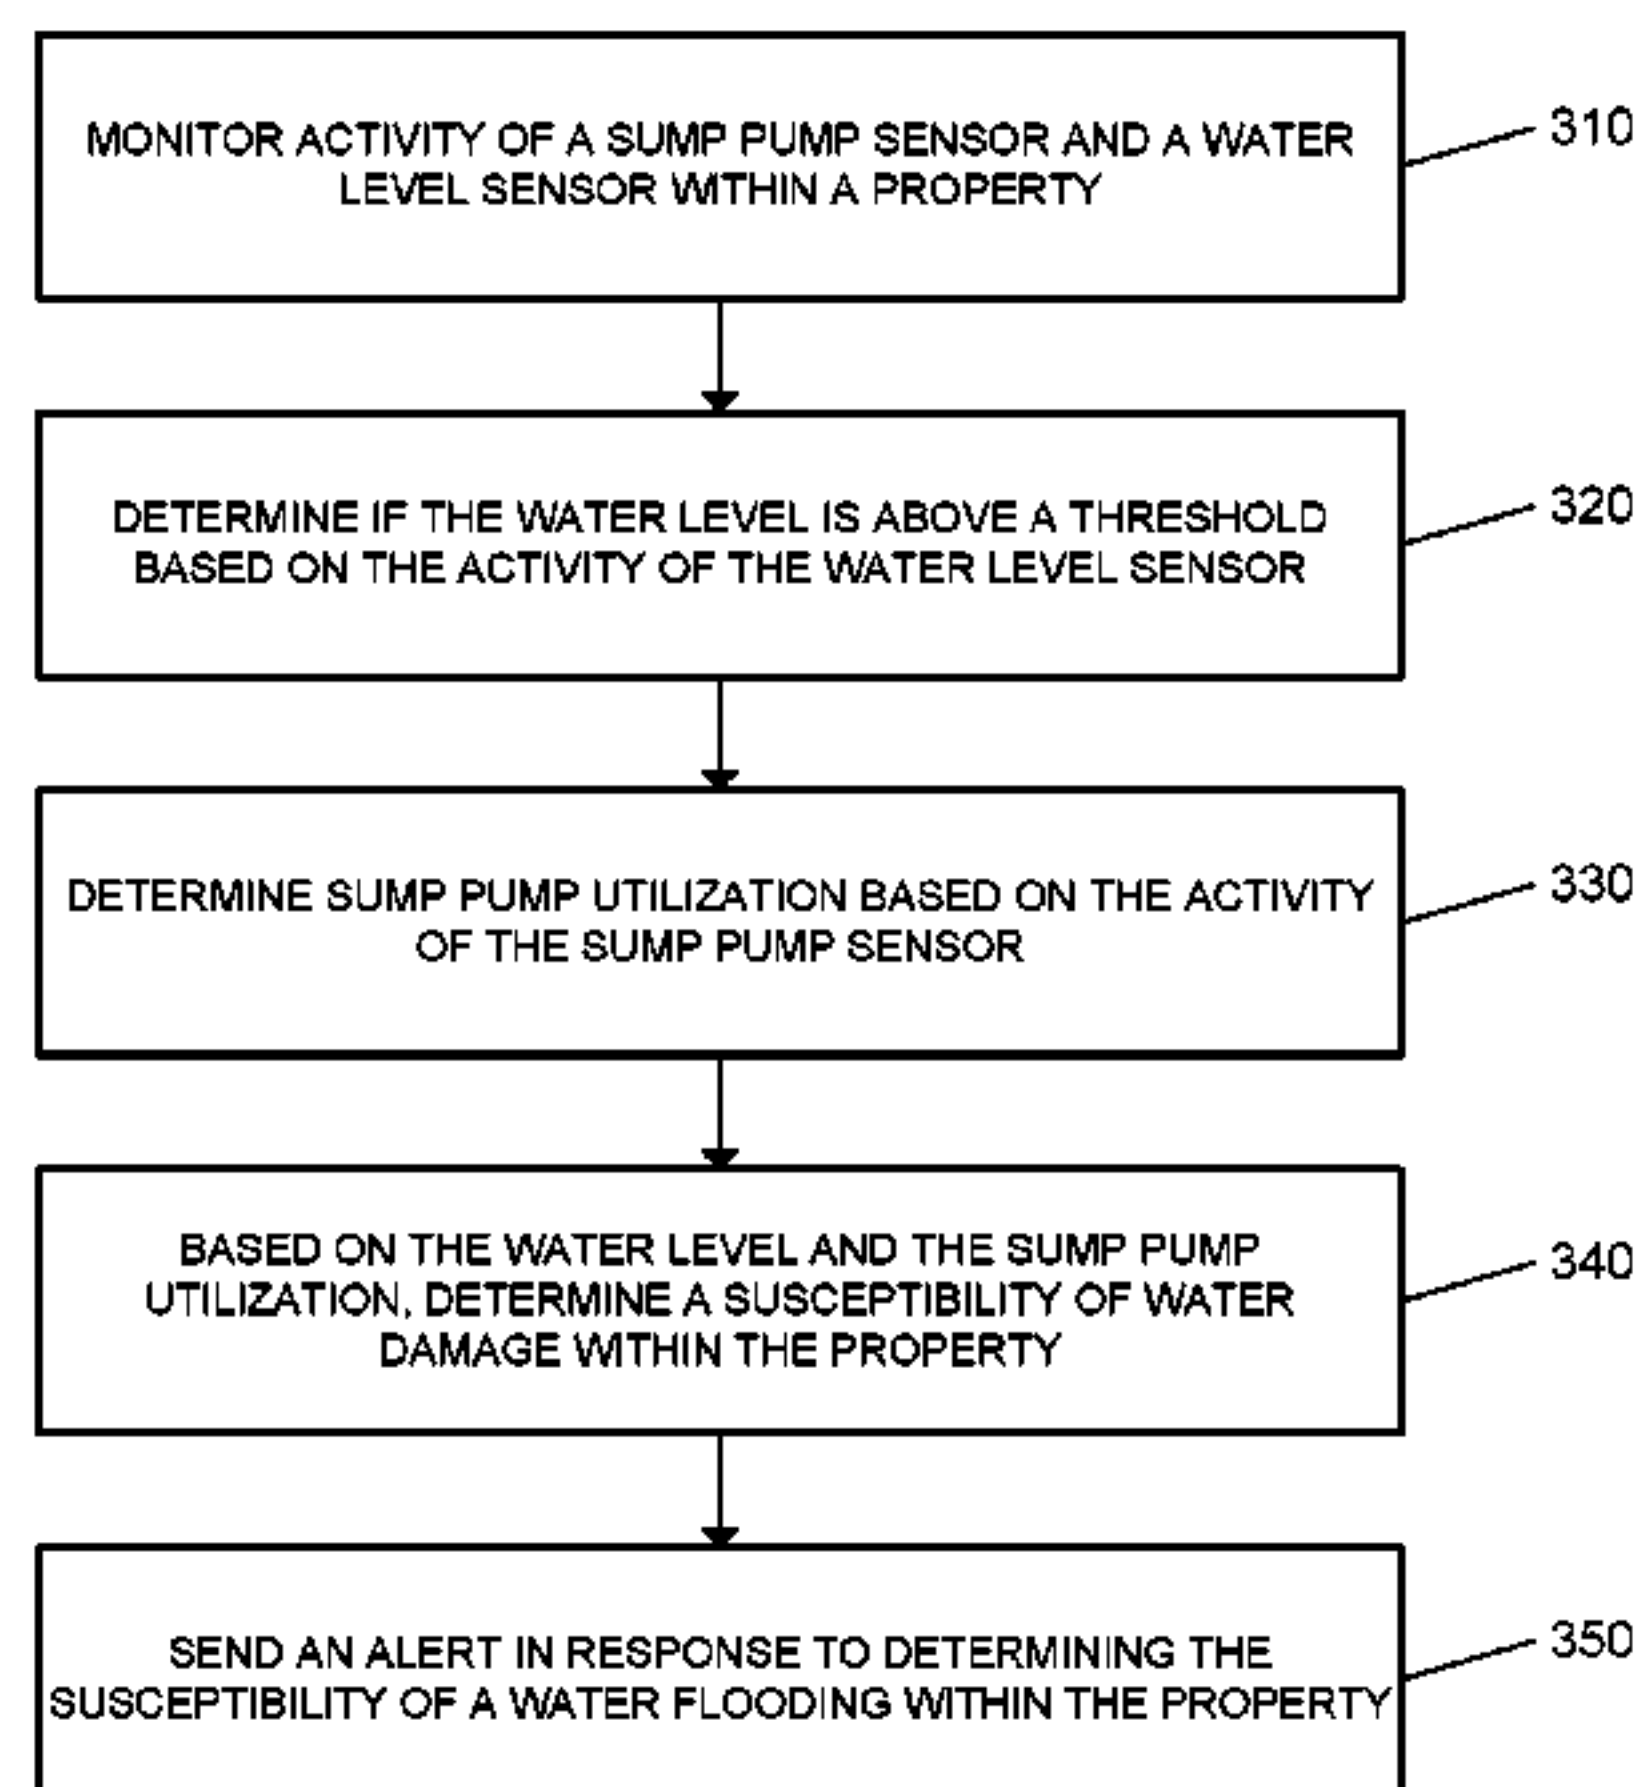 MONITOR ACTIVITY OF A SUMP PUMP SENSOR AND A WATER
LEVEL SENSOR WITHIN A PROPERTY
310
DETERMINE IF THE WATER LEVEL IS ABOVE A THRESHOLD
BASED ON THE ACTIVITY OF THE WATER LEVEL SENSOR
320
DETERMINE SUMP PUMP UTILIZATION BASED ON THE ACTIVITY
OF THE SUMP PUMP SENSOR
330
BASED ON THE WATER LEVEL AND THE SUMP PUMP
UTILIZATION, DETERMINE A SUSCEPTIBILITY OF WATER
DAMAGE WITHIN THE PROPERTY
340
SEND AN ALERT IN RESPONSE TO DETERMINING THE
SUSCEPTIBILITY OF A WATER FLOODING WITHIN THE PROPERTY
350